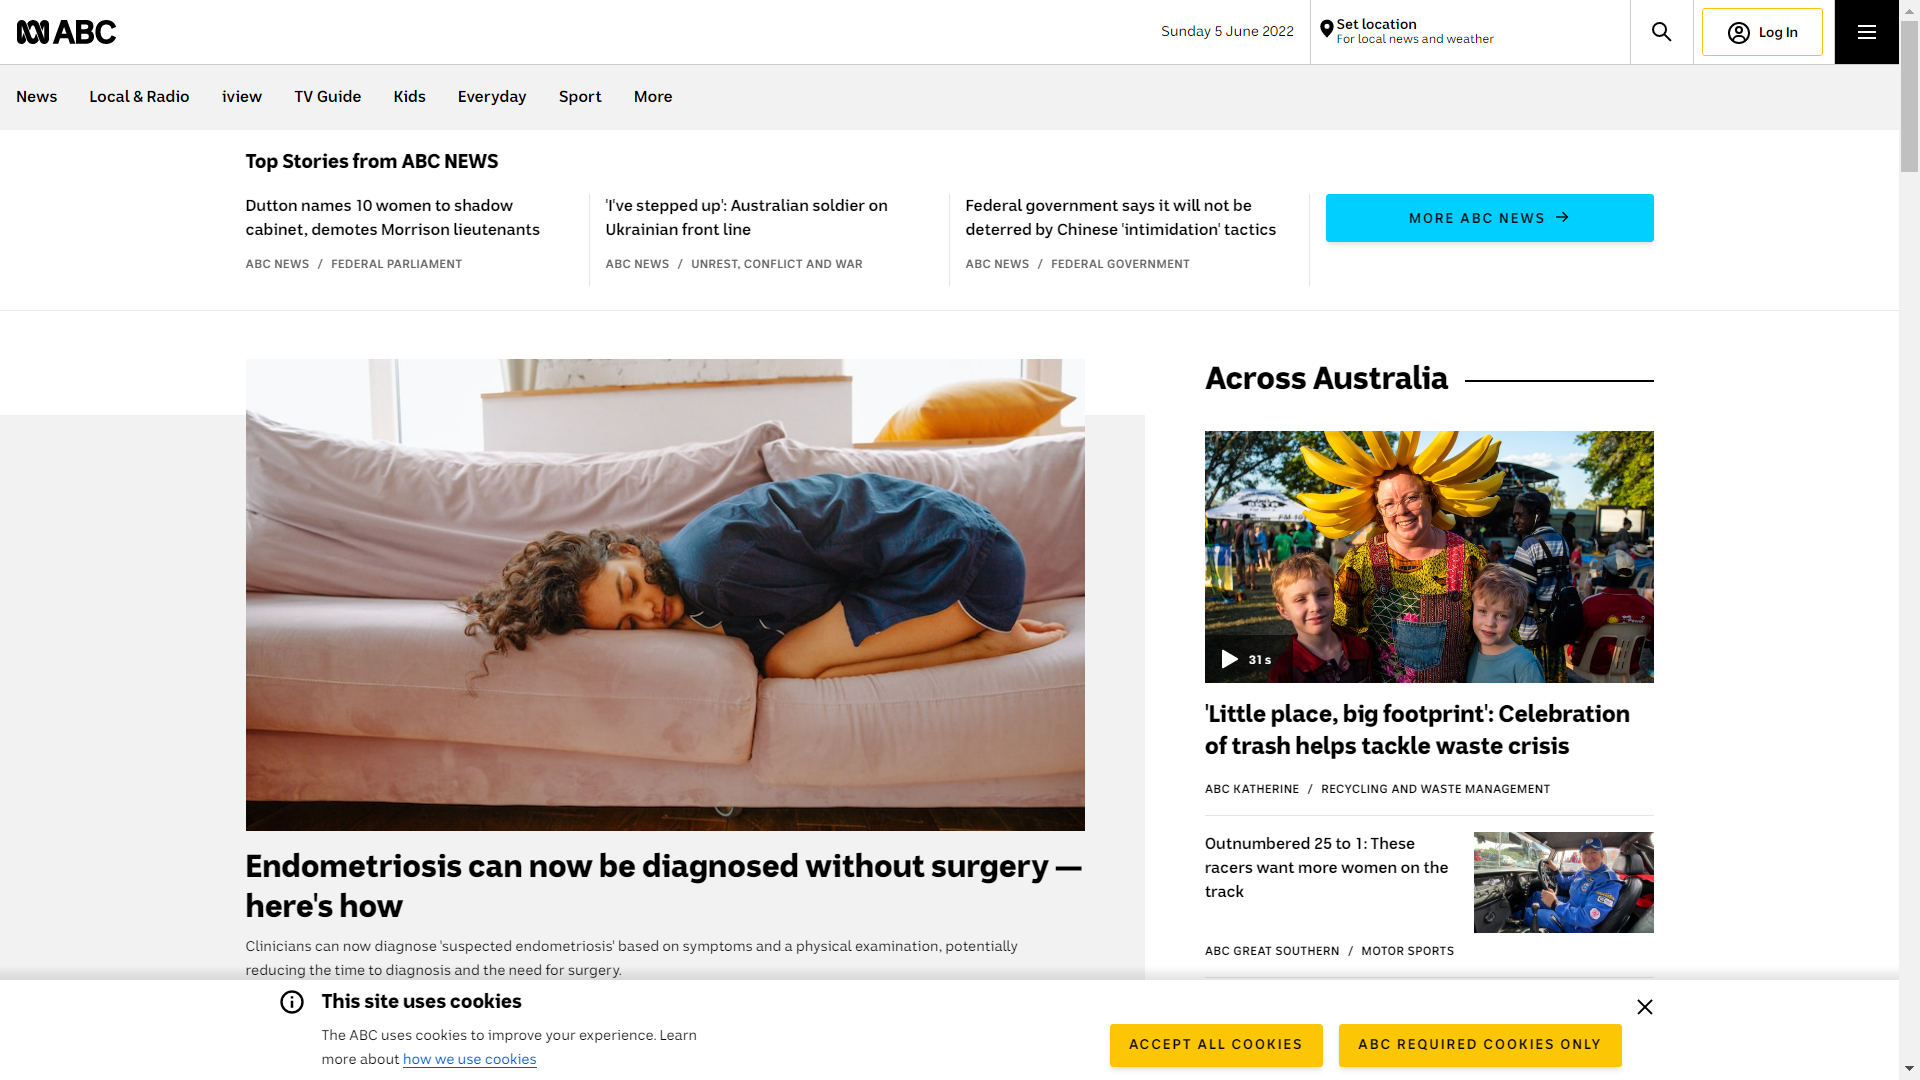 ABC
Sunday 5 June 2022
Set location
For local news and weather
Log In
News
Local & Radio
iview
TV Guide
Kids
Everyday
Sport
More
Top Stories from ABC NEWS
Dutton names 10 women to shadow
cabinet, demotes Morrison lieutenants
ABC NEWS / FEDERAL PARLIAMENT
'I've stepped up': Australian soldier on
Ukrainian front line
ABC NEWS / UNREST, CONFLICT AND WAR
Federal government says it will not be
deterred by Chinese 'intimidation' tactics
ABC NEWS / FEDERAL GOVERNMENT
MORE ABC NEWS →
Endometriosis can now be diagnosed without surgery —
here's how
Clinicians can now diagnose 'suspected endometriosis' based on symptoms and a physical examination, potentially
reducing the time to diagnosis and the need for surgery.
Across Australia
31s
'Little place, big footprint': Celebration
of trash helps tackle waste crisis
ABC KATHERINE / RECYCLING AND WASTE MANAGEMENT
Outnumbered 25 to 1: These
racers want more women on the
track
ABC GREAT SOUTHERN / MOTOR SPORTS
This site uses cookies
The ABC uses cookies to improve your experience. Learn
more about how we use cookies
ACCEPT ALL COOKIES
ABC REQUIRED COOKIES ONLY